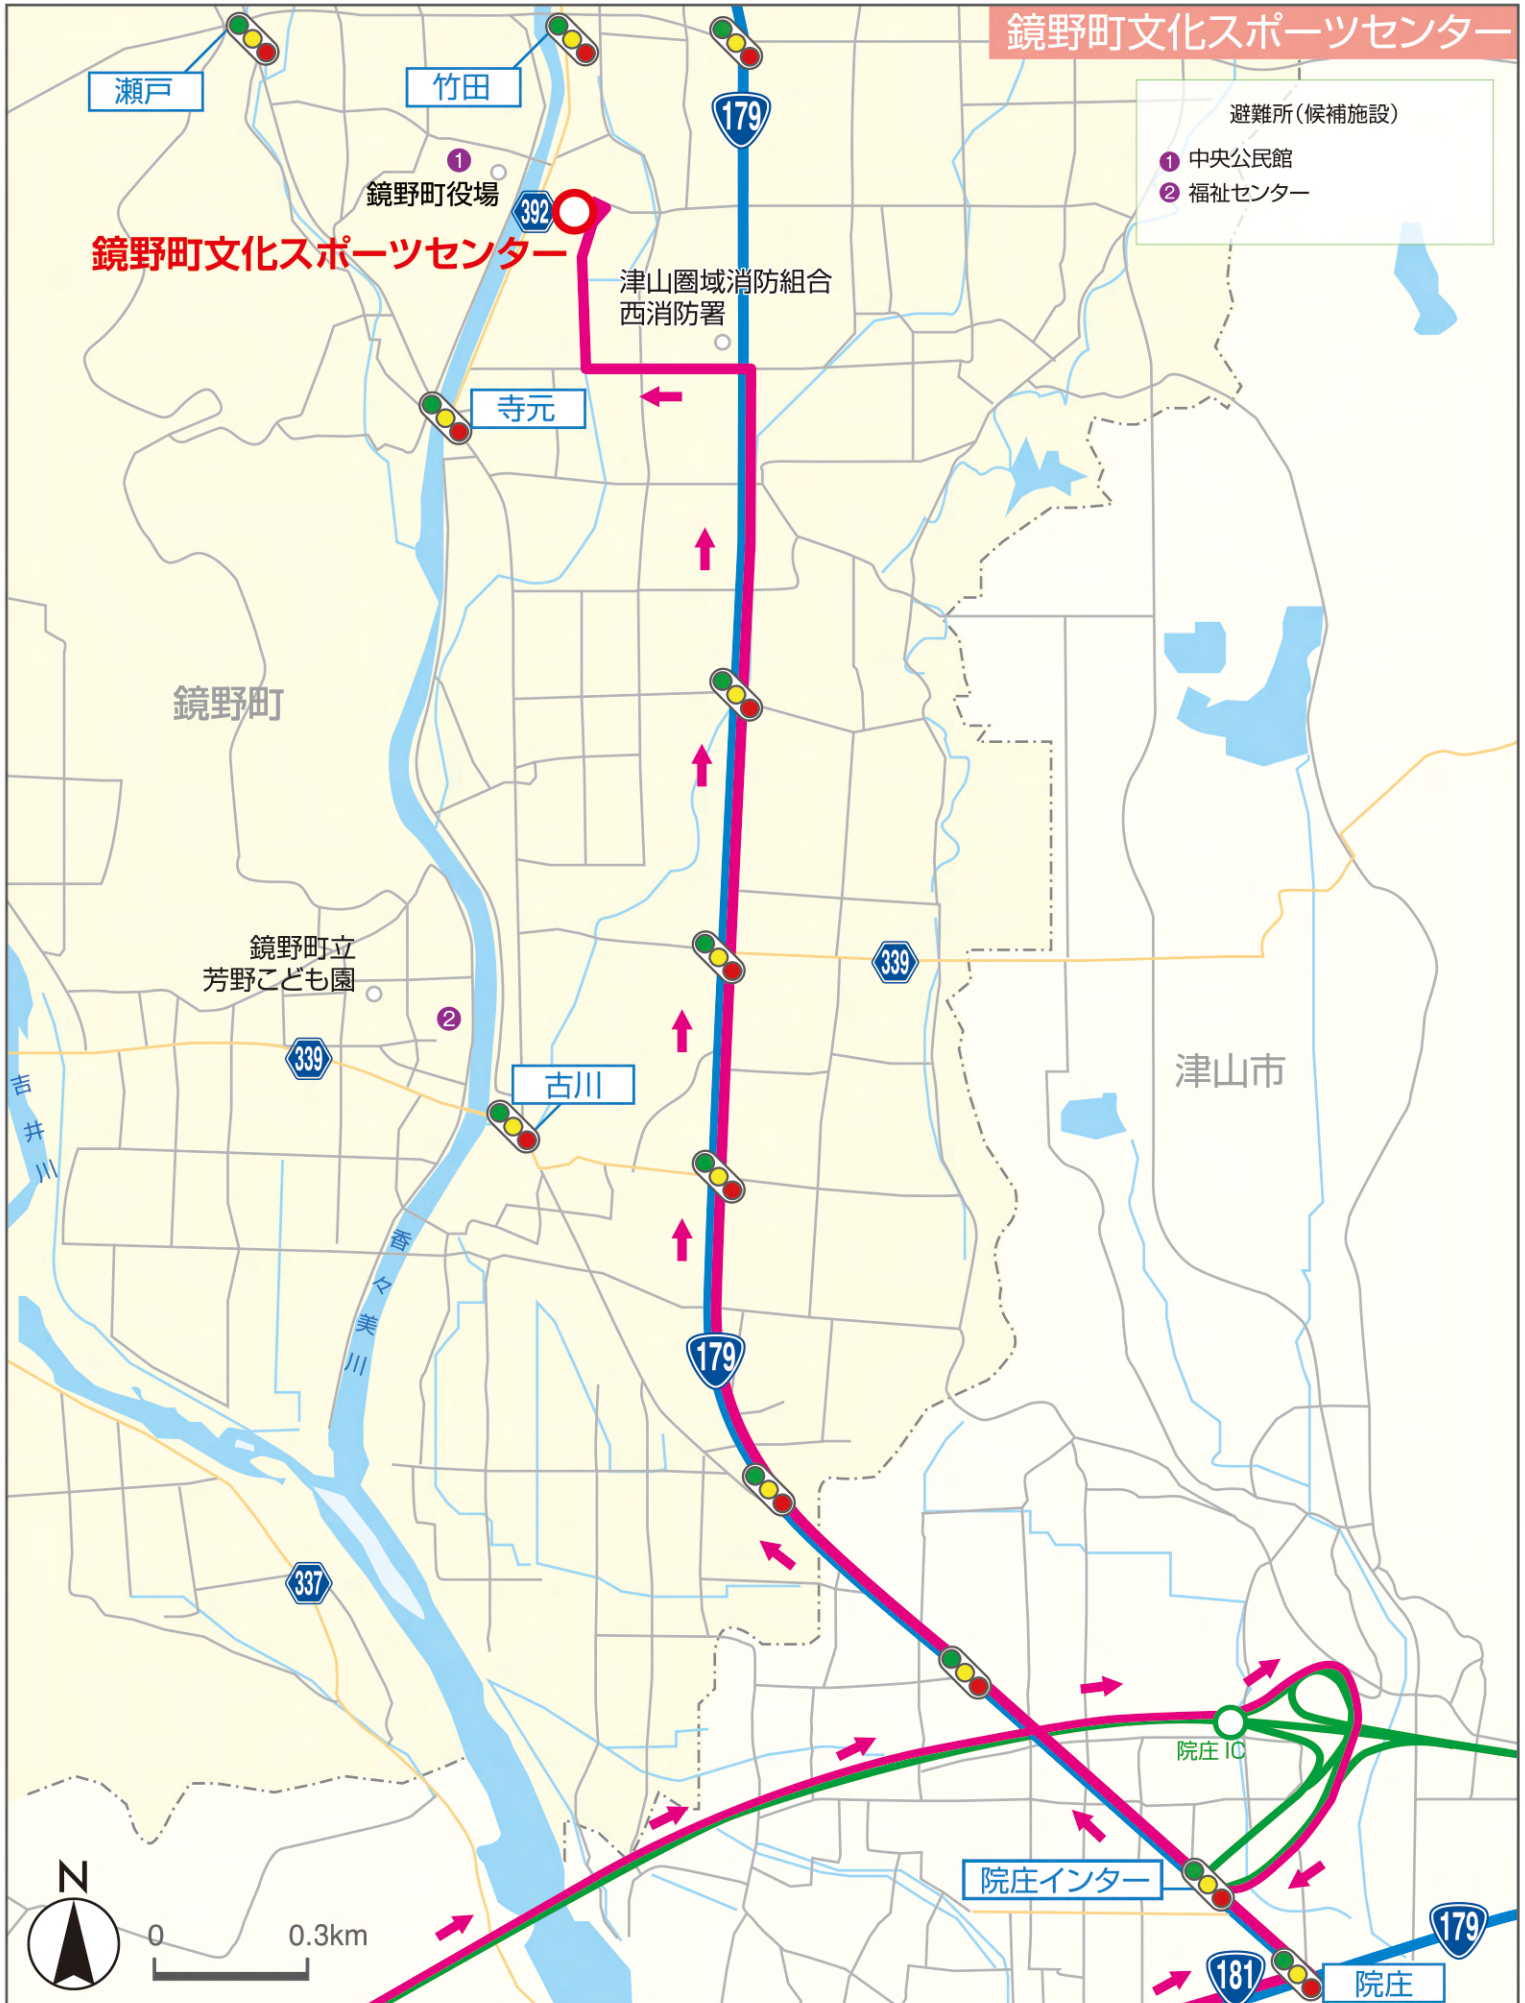 鏡野町文化スポーツセンター
瀬戸
竹田
179
避難所(候補施設)
1 中央公民館
2 福祉センター
1
鏡野町役場
392
鏡野町文化スポーツセンター
津山圏域消防組合
西消防署
寺元
鏡野町
鏡野町立
芳野こども園
339
2
339
古川
津山市
吉井川
香々美川
179
337
院庄 IC
院庄インター
N
0 0.3km
179
181
院庄